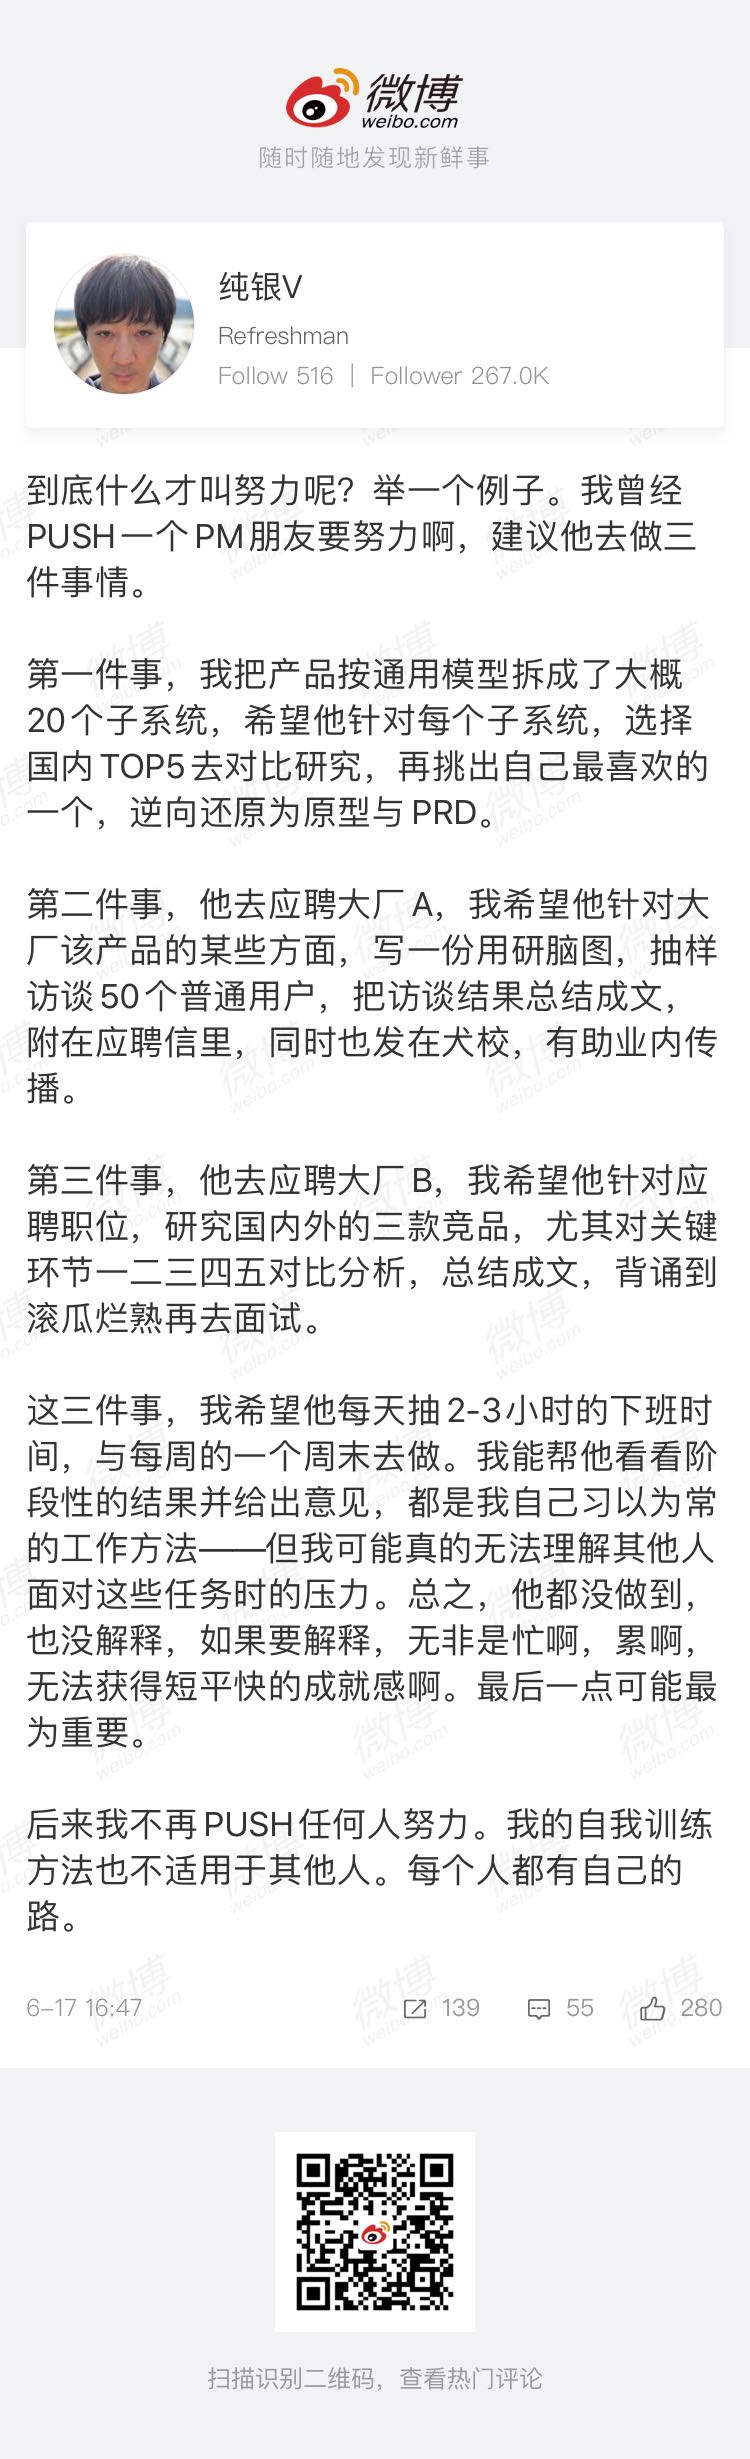 微博
weibo.com
随时随地发现新鲜事
纯银V
Refreshman
Follow 516 | Follower 267.0K
到底什么才叫努力呢？举一个例子。我曾经
PUSH一个PM朋友要努力啊，建议他去做三
件事情。
第一件事，我把产品按通用模型拆成了大概
20个子系统，希望他针对每个子系统，选择
国内TOP5去对比研究，再挑出自己最喜欢的
一个，逆向还原为原型与PRD。
第二件事，他去应聘大厂A，我希望他针对大
厂该产品的某些方面，写一份用研脑图，抽样
访谈50个普通用户，把访谈结果总结成文，
附在应聘信里，同时也发在犬校，有助业内传
播。
第三件事，他去应聘大厂B，我希望他针对应
聘职位，研究国内外的三款竞品，尤其对关键
环节一二三四五对比分析，总结成文，背诵到
滚瓜烂熟再去面试。
这三件事，我希望他每天抽2-3小时的下班时
间，与每周的一个周末去做。我能帮他看看阶
段性的结果并给出意见，都是我自己习以为常
的工作方法——但我可能真的无法理解其他人
面对这些任务时的压力。总之，他都没做到，
也没解释，如果要解释，无非是忙啊，累啊，
无法获得短平快的成就感啊。最后一点可能最
为重要。
后来我不再PUSH任何人努力。我的自我训练
方法也不适用于其他人。每个人都有自己的
路。
6-17 16:47 139 55 280
扫描识别二维码，查看热门评论